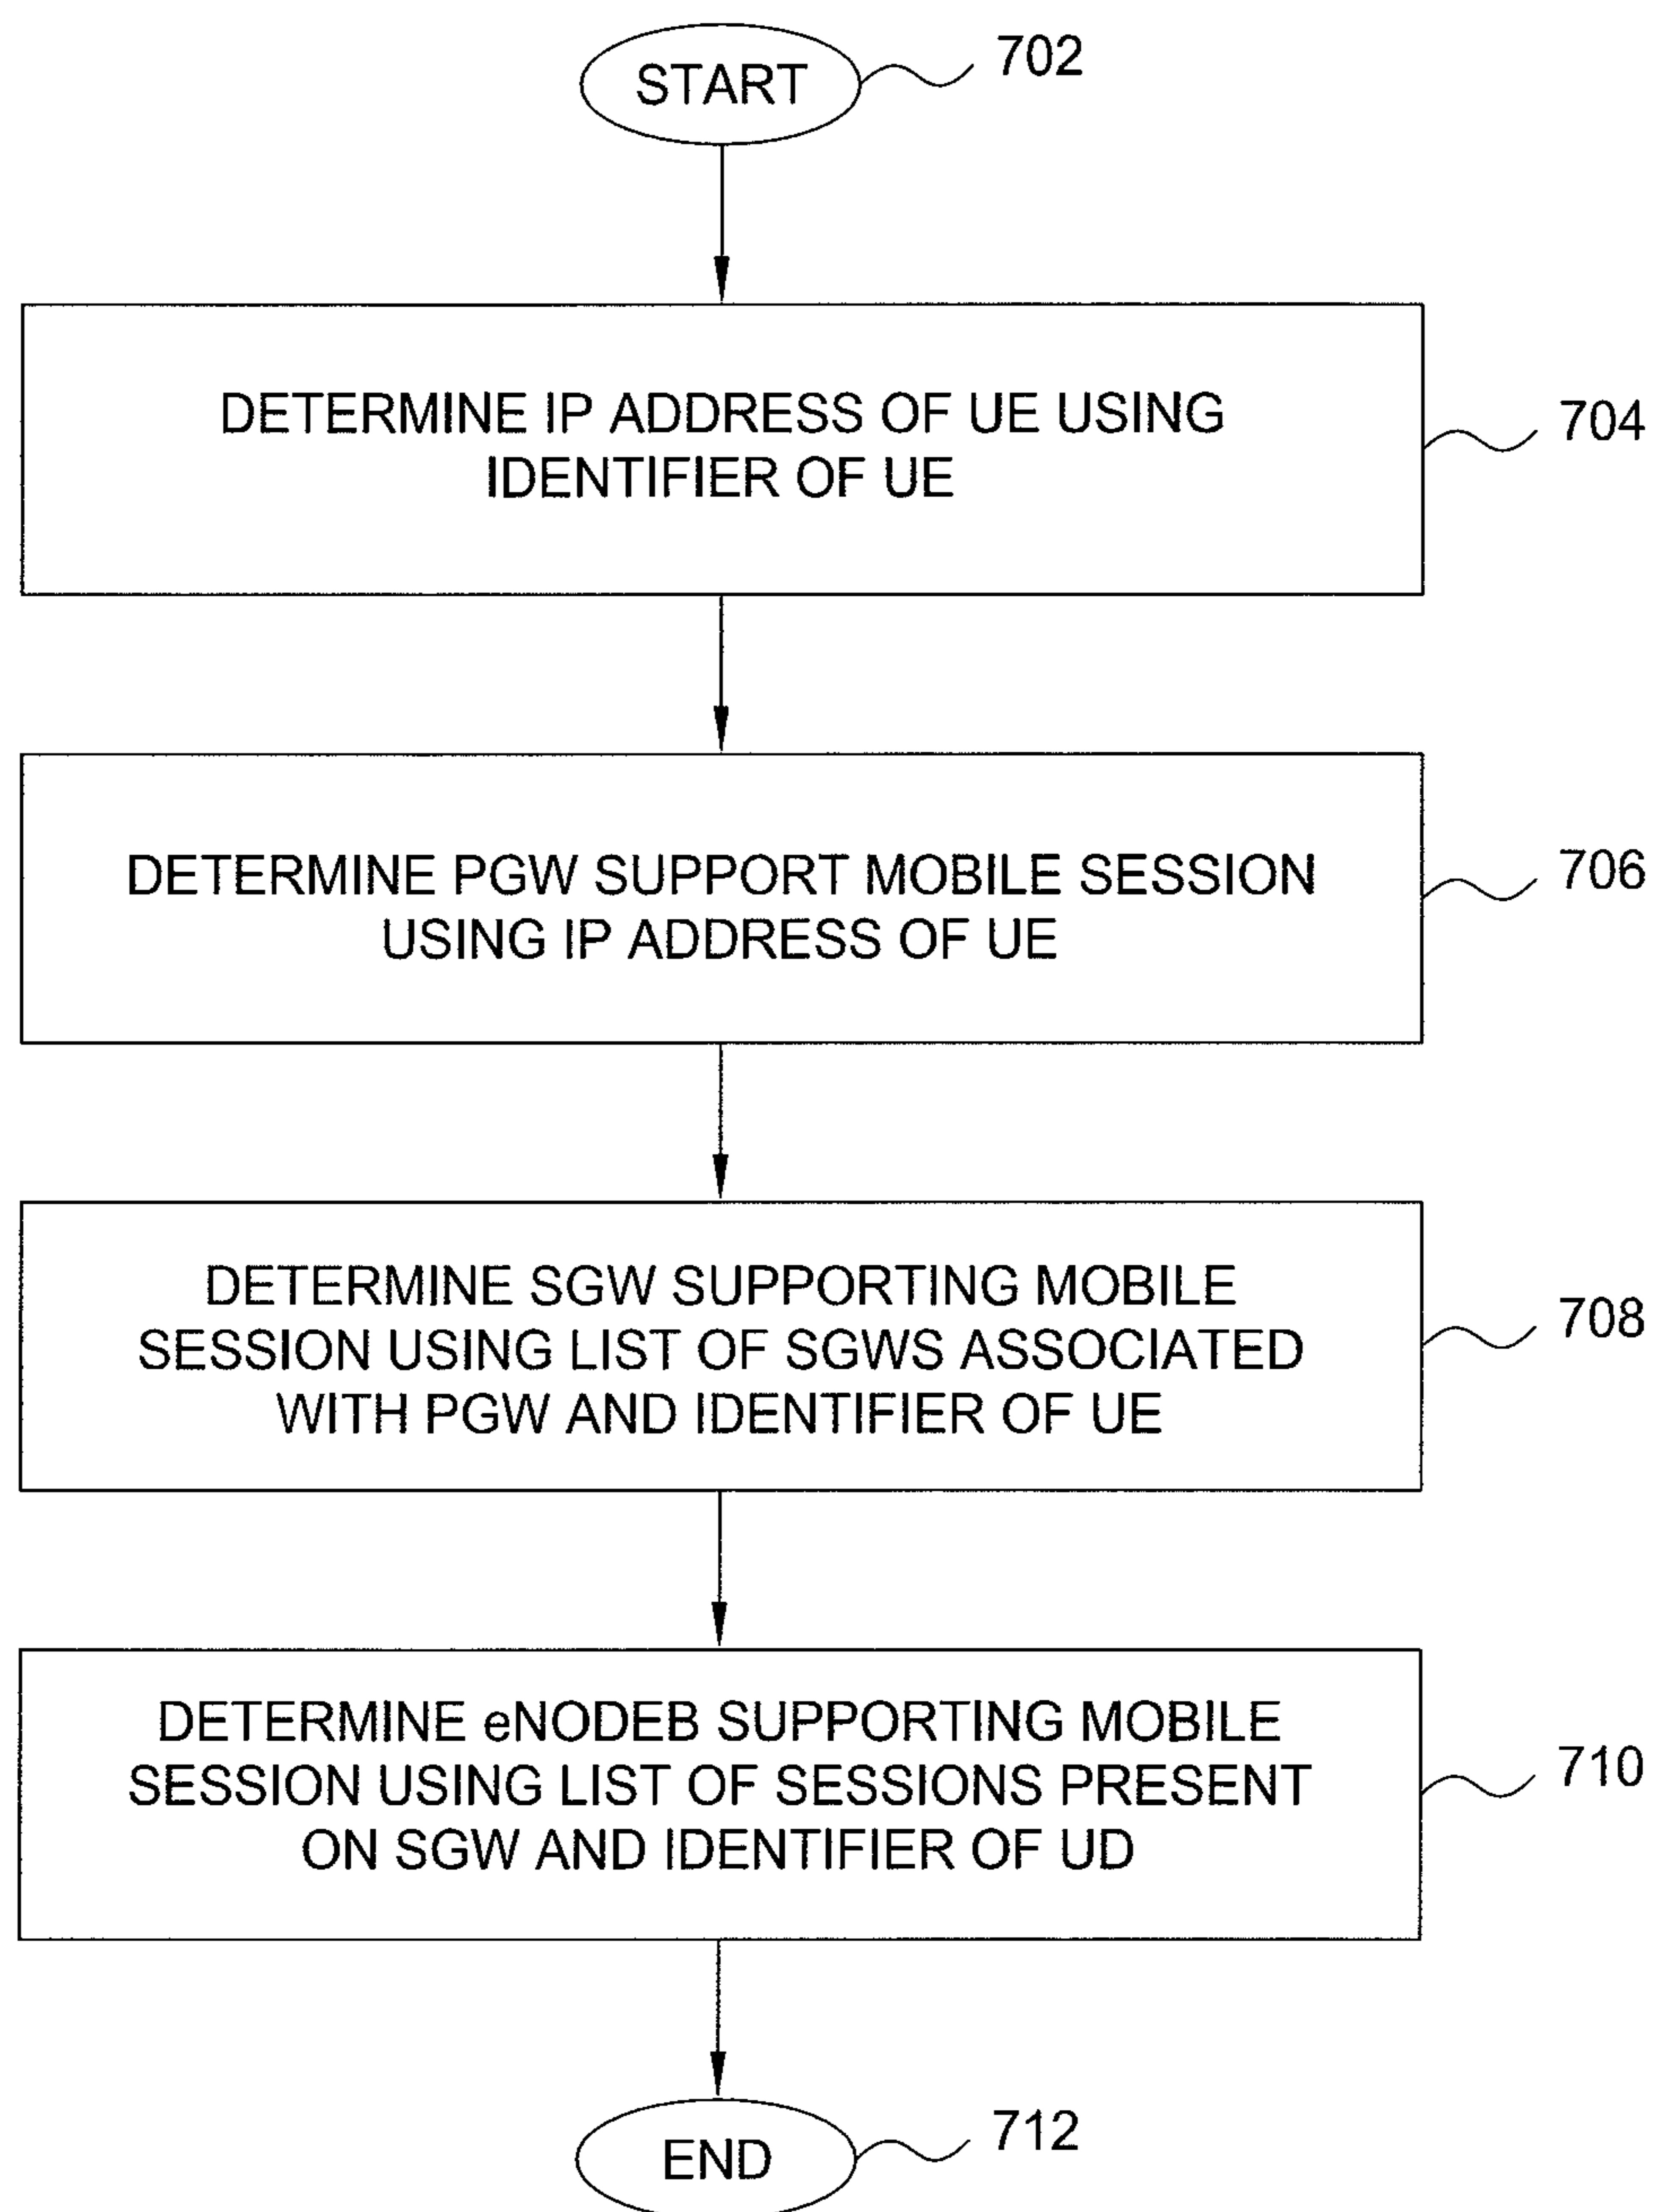 START
702
DETERMINE IP ADDRESS OF UE USING
IDENTIFIER OF UE
704
DETERMINE PGW SUPPORT MOBILE SESSION
USING IP ADDRESS OF UE
706
DETERMINE SGW SUPPORTING MOBILE
SESSION USING LIST OF SGWS ASSOCIATED
WITH PGW AND IDENTIFIER OF UE
708
DETERMINE eNODEB SUPPORTING MOBILE
SESSION USING LIST OF SESSIONS PRESENT
ON SGW AND IDENTIFIER OF UD
710
END
712